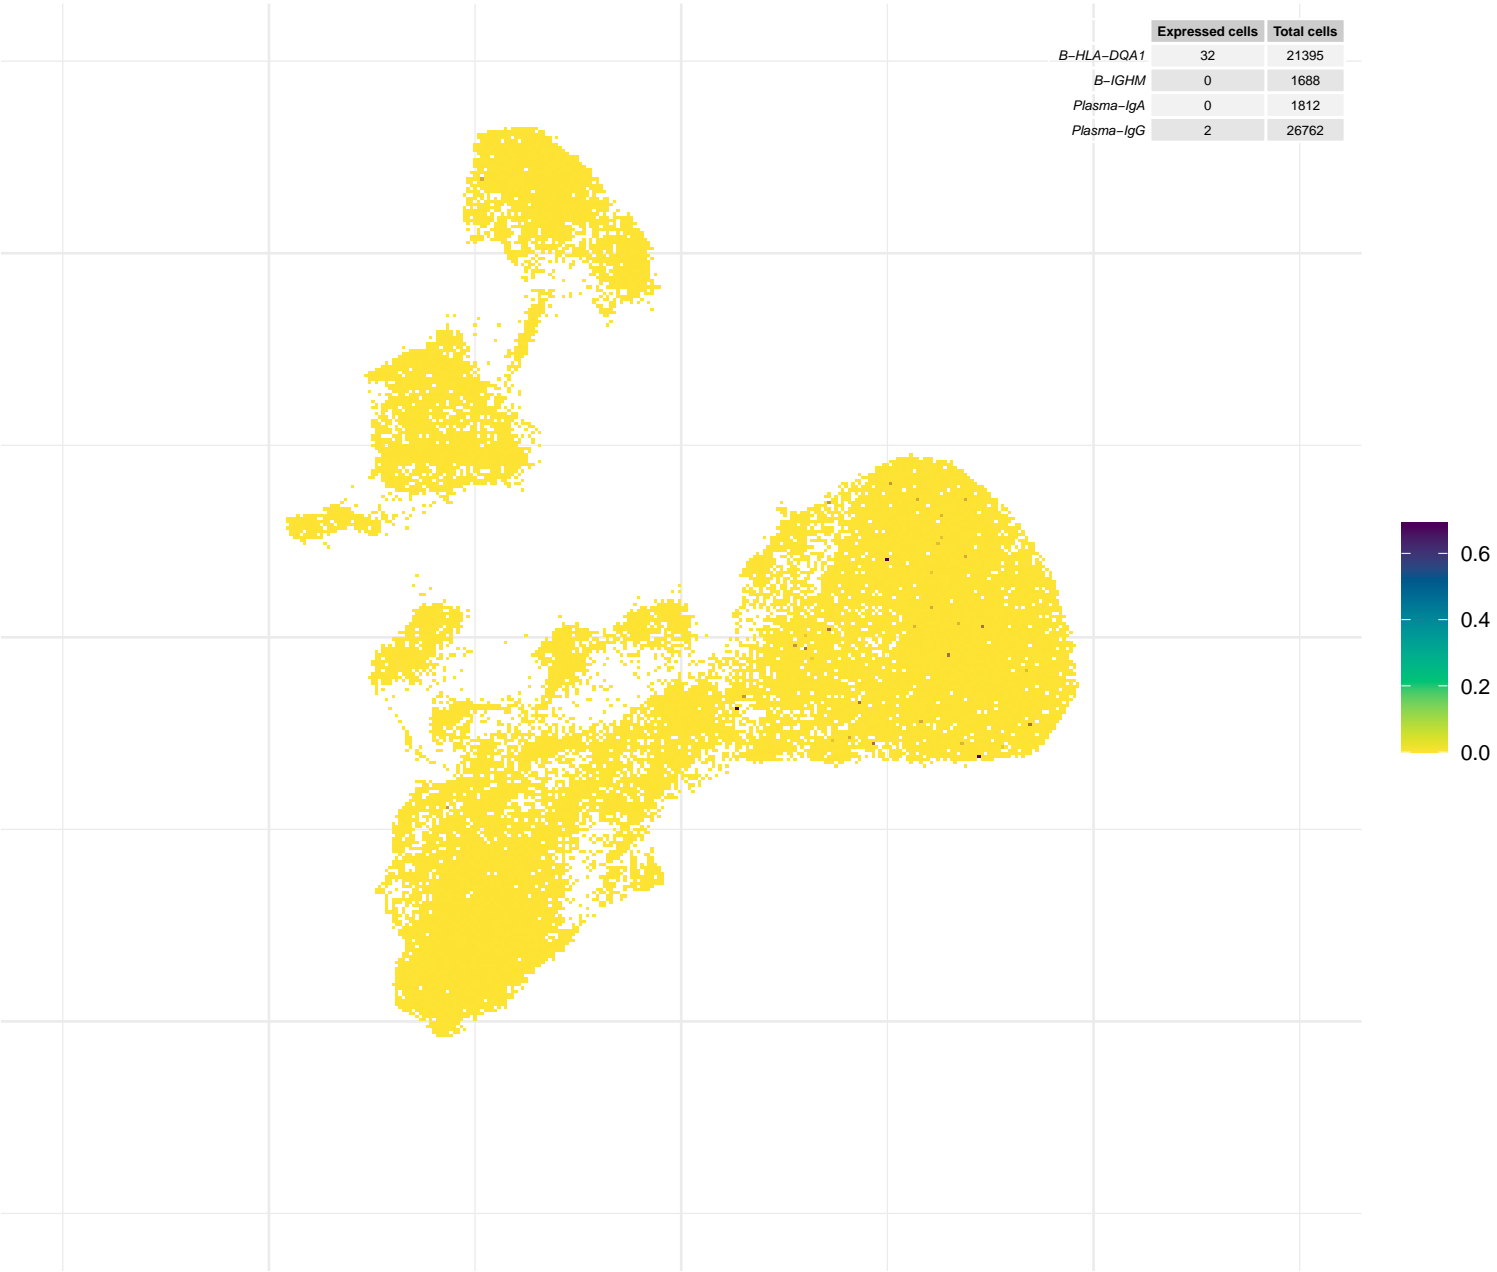 Expressed cells Total cells
B−HLA−DQA1 32 21395
B−IGHM 0 1688
Plasma−IgA 0 1812
Plasma−IgG 2 26762
0.6
0.4
0.2
0.0